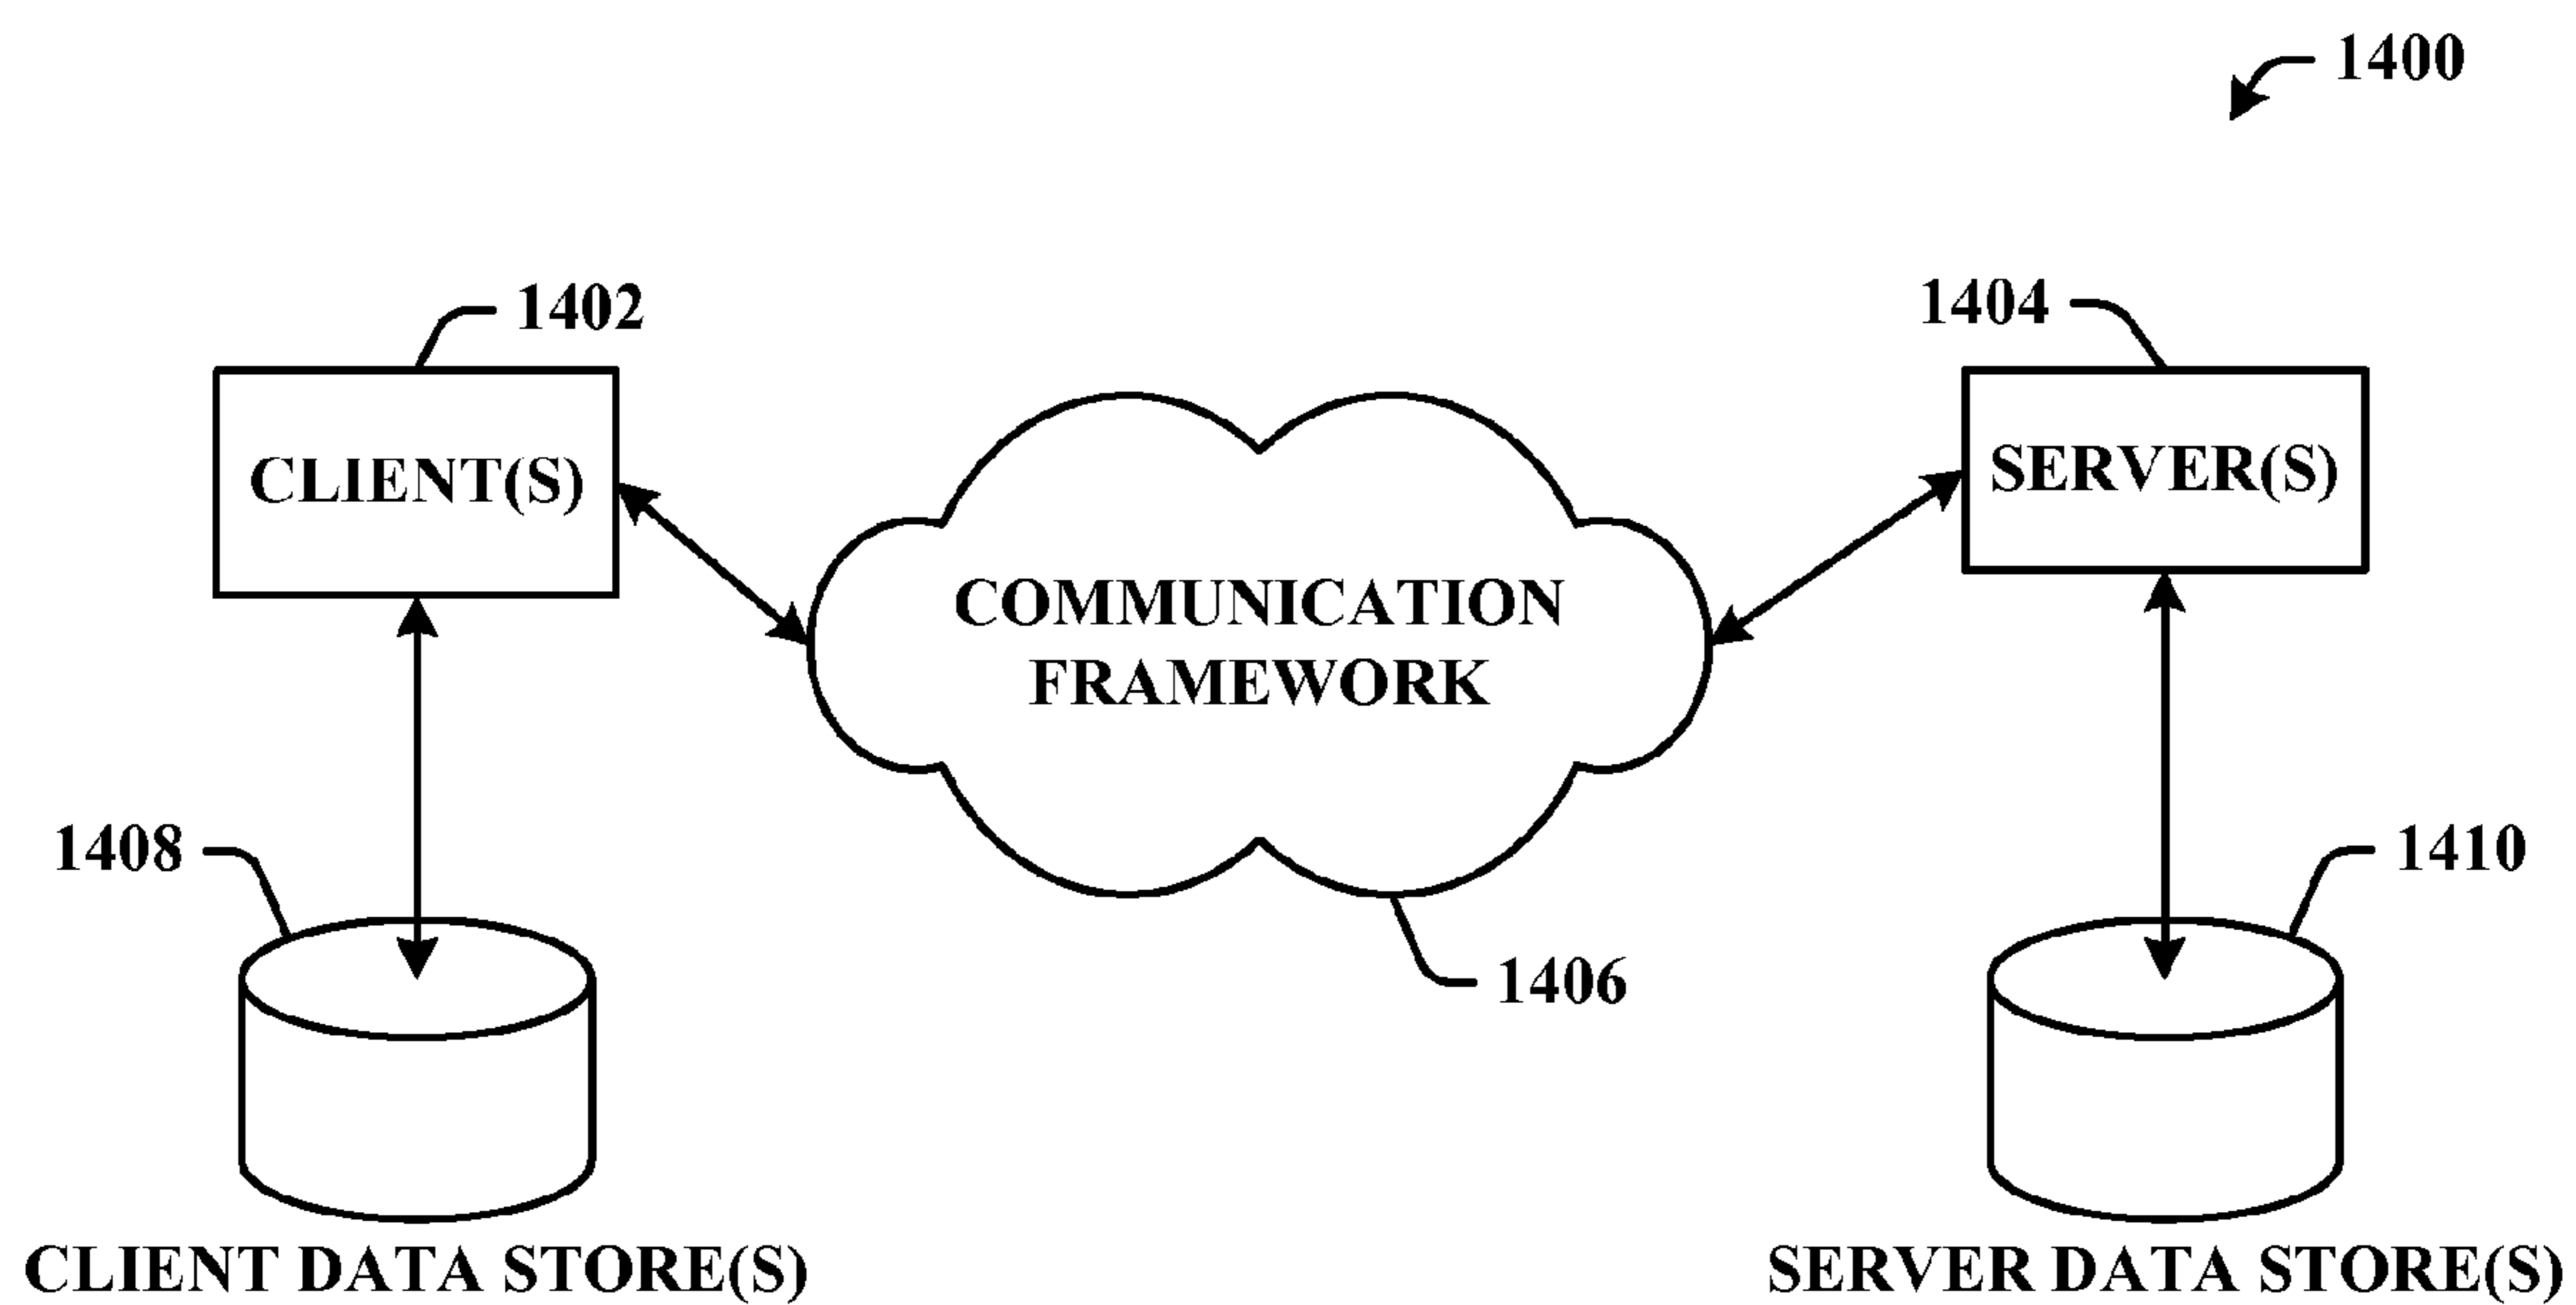 1400
1402
1404
CLIENT(S)
SERVER(S)
COMMUNICATION
FRAMEWORK
1408
1410
1406
CLIENT DATA STORE(S)
SERVER DATA STORE(S)